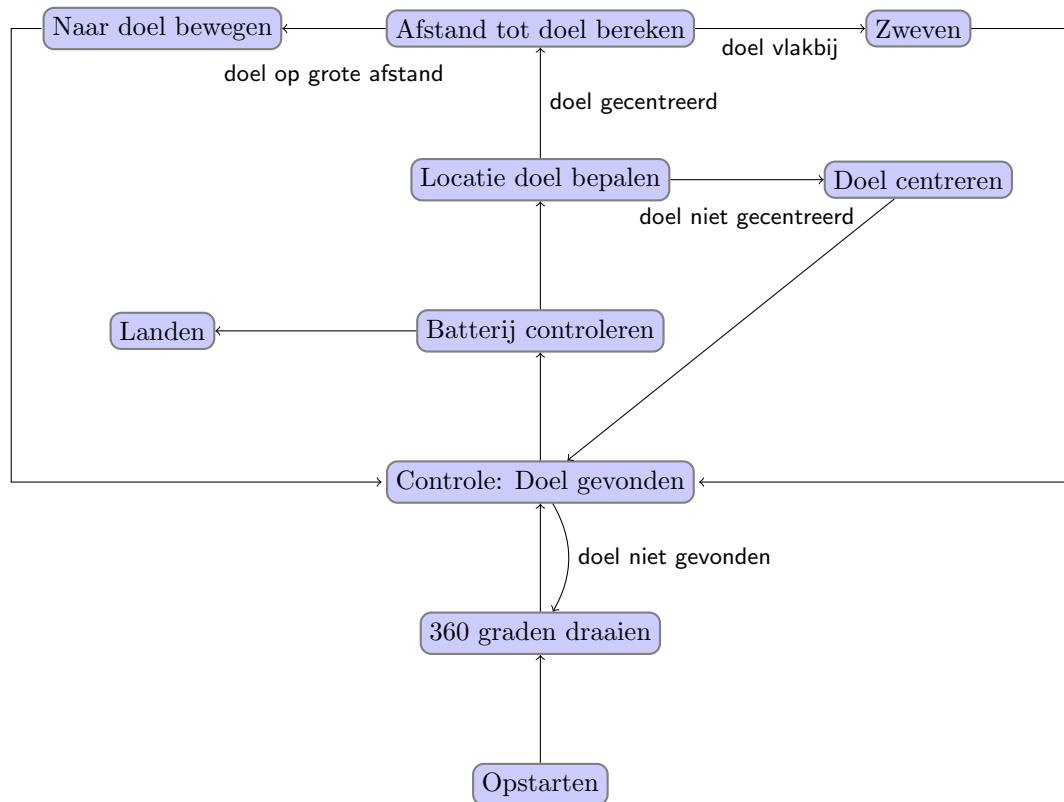 Naar doel bewegen
Afstand tot doel bereken
Zweven
doel vlakbij
doel op grote afstand
doel gecentreerd
Locatie doel bepalen
Doel centreren
doel niet gecentreerd
Landen
Batterij controleren
Controle: Doel gevonden
doel niet gevonden
360 graden draaien
Opstarten